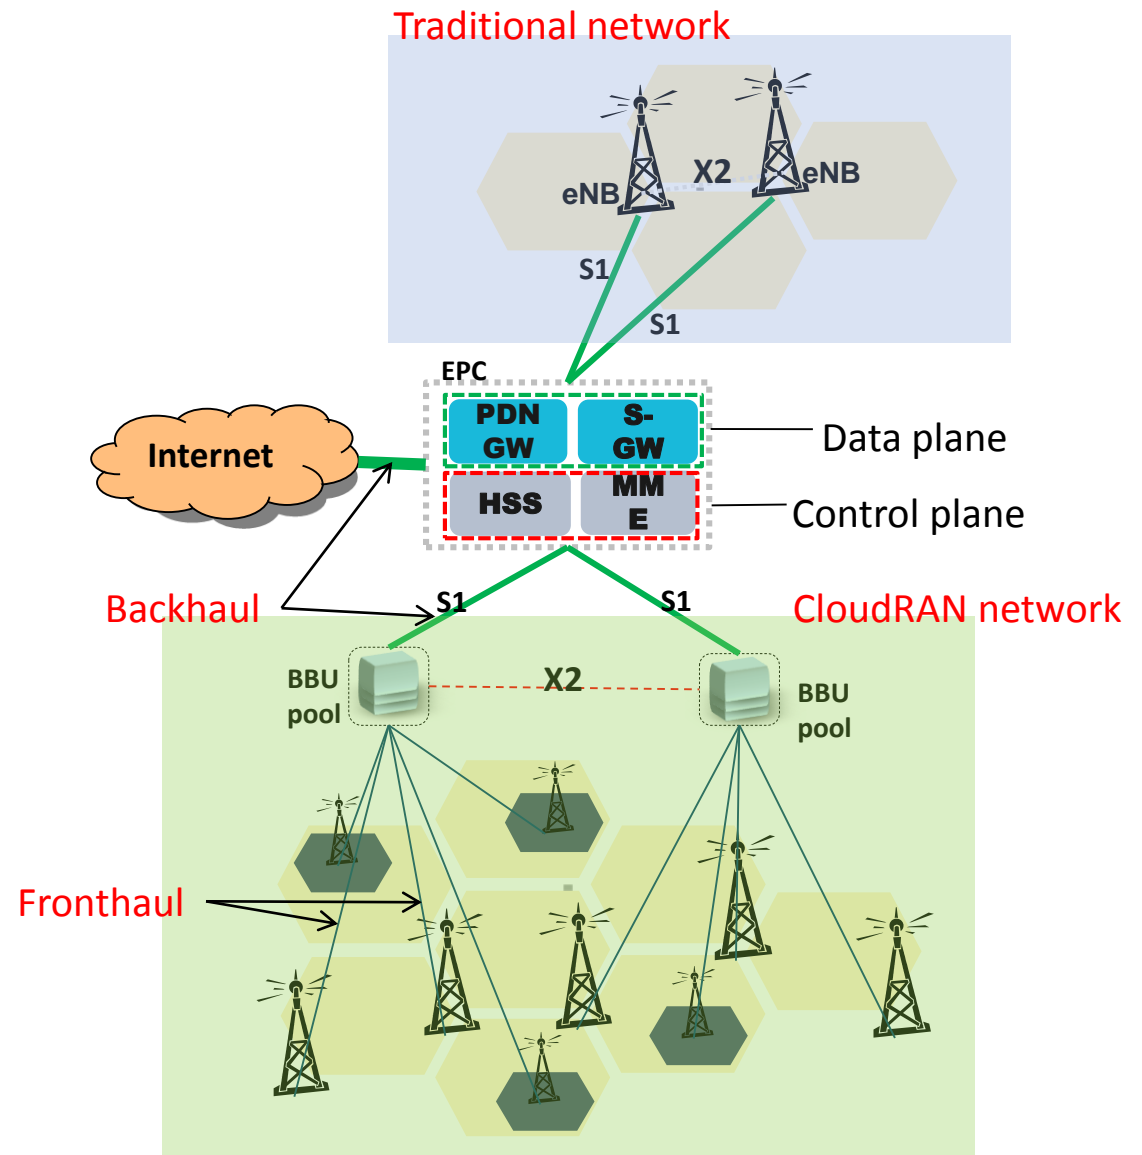 Traditional network
X2
eNB
eNB
S1
S1
EPC
PDN
GW
S-
GW
Internet
Data plane
HSS
MM
E
Control plane
Backhaul
S1
S1
CloudRAN network
BBU
pool
X2
BBU
pool
Fronthaul